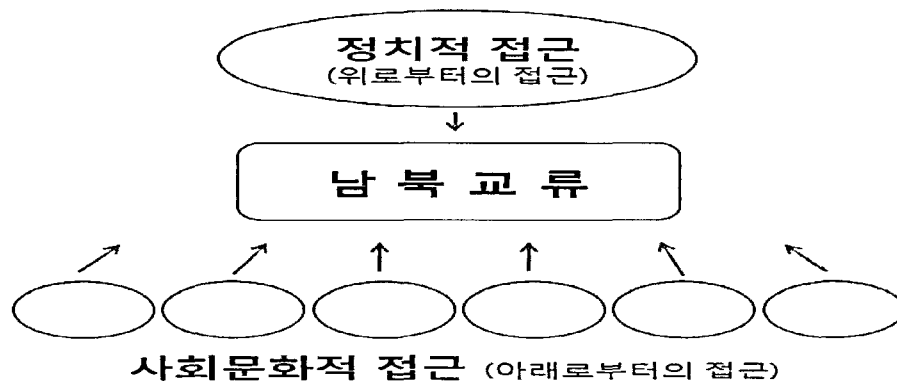 정치적 접근
(위로부터의 접근)
남 북 교 류
사회문화적 접근 (아래로부터의 접근)